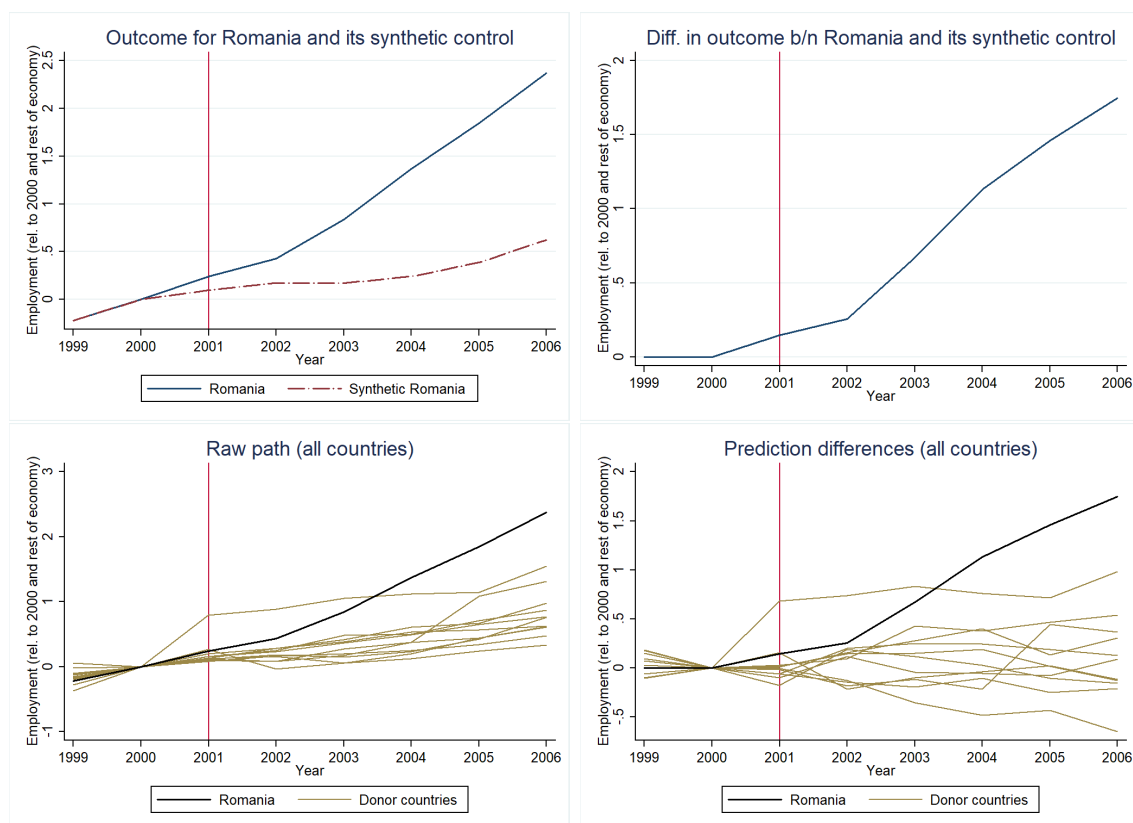 Outcome for Romania and its synthetic control
Employment (rel. to 2000 and rest of economy)
2.5
2
1.5
1
.5
0
1999 2000 2001 2002 2003 2004 2005 2006
Year
Romania Synthetic Romania
Diff. in outcome b/n Romania and its synthetic control
Employment (rel. to 2000 and rest of economy)
2
1.5
1
.5
0
1999 2000 2001 2002 2003 2004 2005 2006
Year
Raw path (all countries)
Employment (rel. to 2000 and rest of economy)
3
2
1
0
-1
1999 2000 2001 2002 2003 2004 2005 2006
Year
Romania Donor countries
Prediction differences (all countries)
Employment (rel. to 2000 and rest of economy)
2
1.5
1
.5
0
-.5
1999 2000 2001 2002 2003 2004 2005 2006
Year
Romania Donor countries